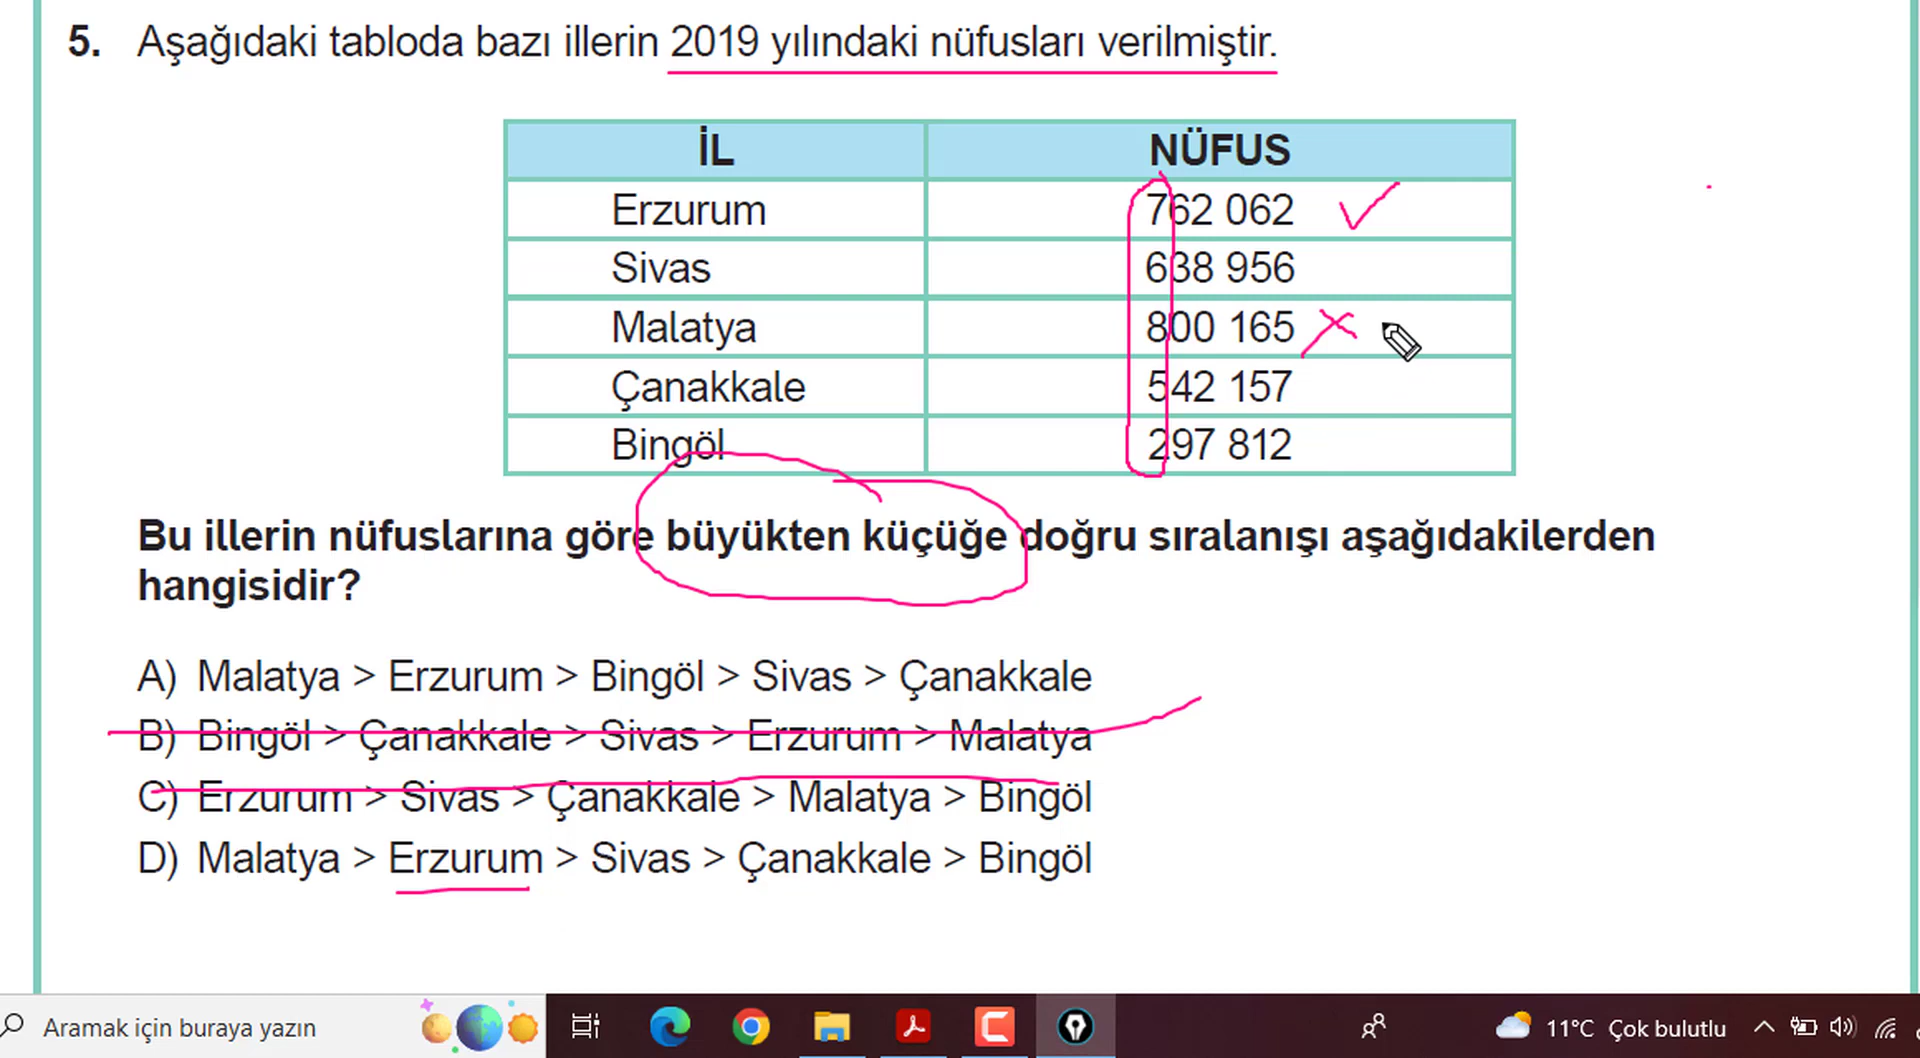 5. Aşağıdaki tabloda bazı illerin 2019 yılındaki nüfusları verilmiştir.
İL NÜFUS
Erzurum 762 062
Sivas 638 956
Malatya 800 165
Çanakkale 542 157
Bingöl 297 812
Bu illerin nüfuslarına göre büyükten küçüğe doğru sıralanışı aşağıdakilerden
hangisidir?
A) Malatya > Erzurum > Bingöl > Sivas > Çanakkale
B) Bingöl > Çanakkale > Sivas > Erzurum > Malatya
C) Erzurum > Sivas > Çanakkale > Malatya > Bingöl
D) Malatya > Erzurum > Sivas > Çanakkale > Bingöl
Aramak için buraya yazın 11°C Çok bulutlu